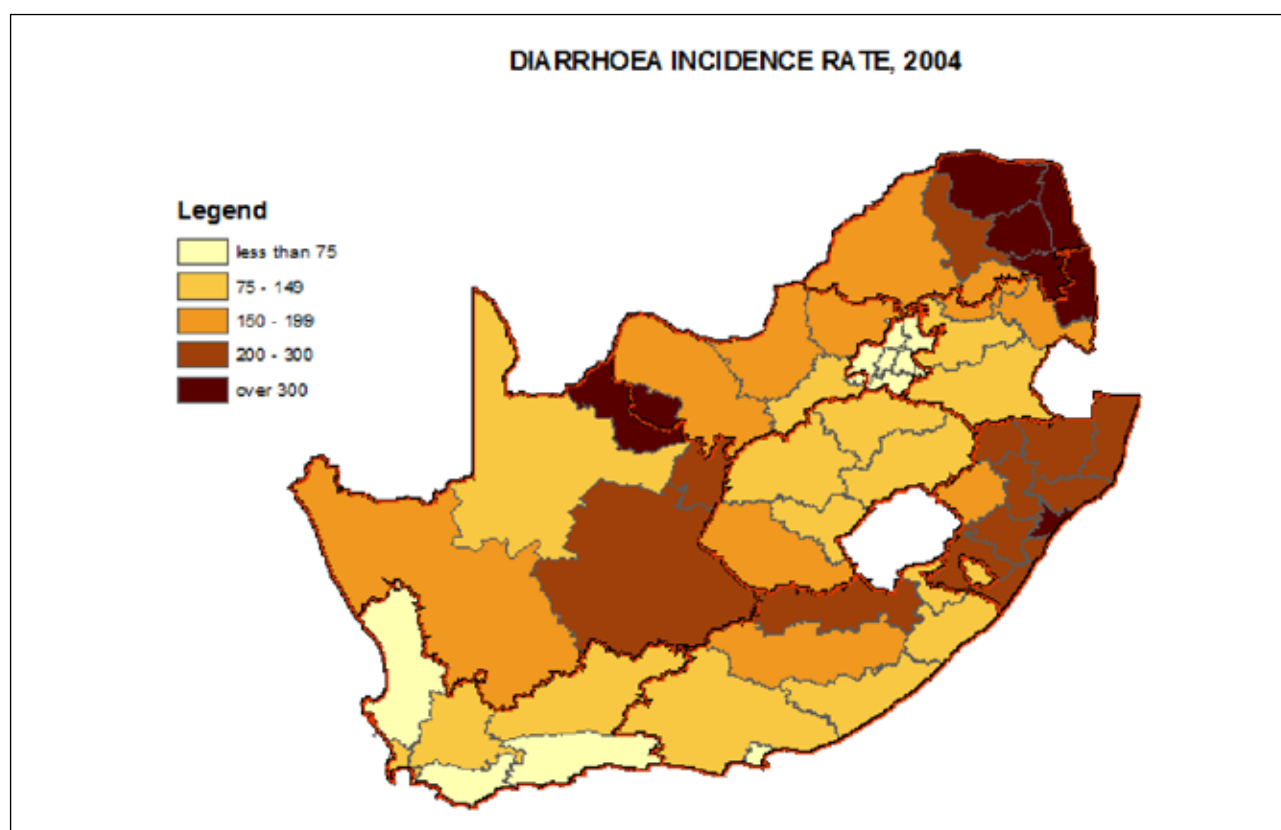 DIARRHOEA INCIDENCE RATE, 2004
Legend
less than 75
75 - 149
150 - 199
200 - 300
over 300